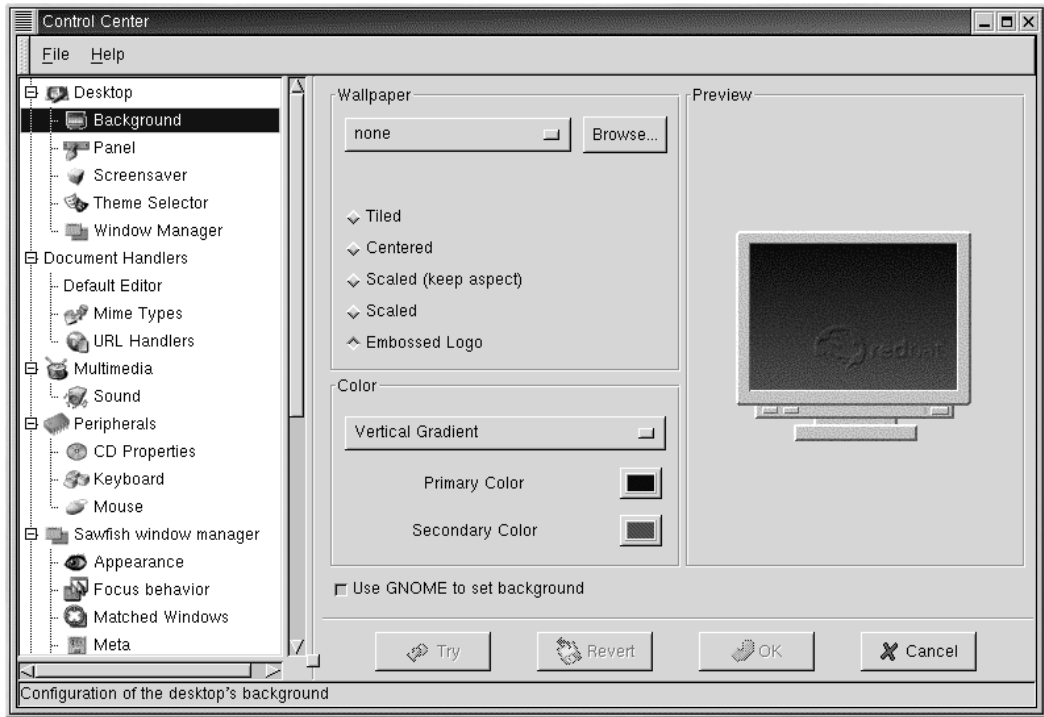 Control Center
File Help
Desktop
Background
Panel
Screensaver
Theme Selector
Window Manager
Document Handlers
Default Editor
Mime Types
URL Handlers
Multimedia
Sound
Peripherals
CD Properties
Keyboard
Mouse
Sawfish window manager
Appearance
Focus behavior
Matched Windows
Meta
Wallpaper
none
Browse...
Tiled
Centered
Scaled (keep aspect)
Scaled
Embossed Logo
Color
Vertical Gradient
Primary Color
Secondary Color
Preview
redhat
Use GNOME to set background
Try
Revert
OK
Cancel
Configuration of the desktop's background